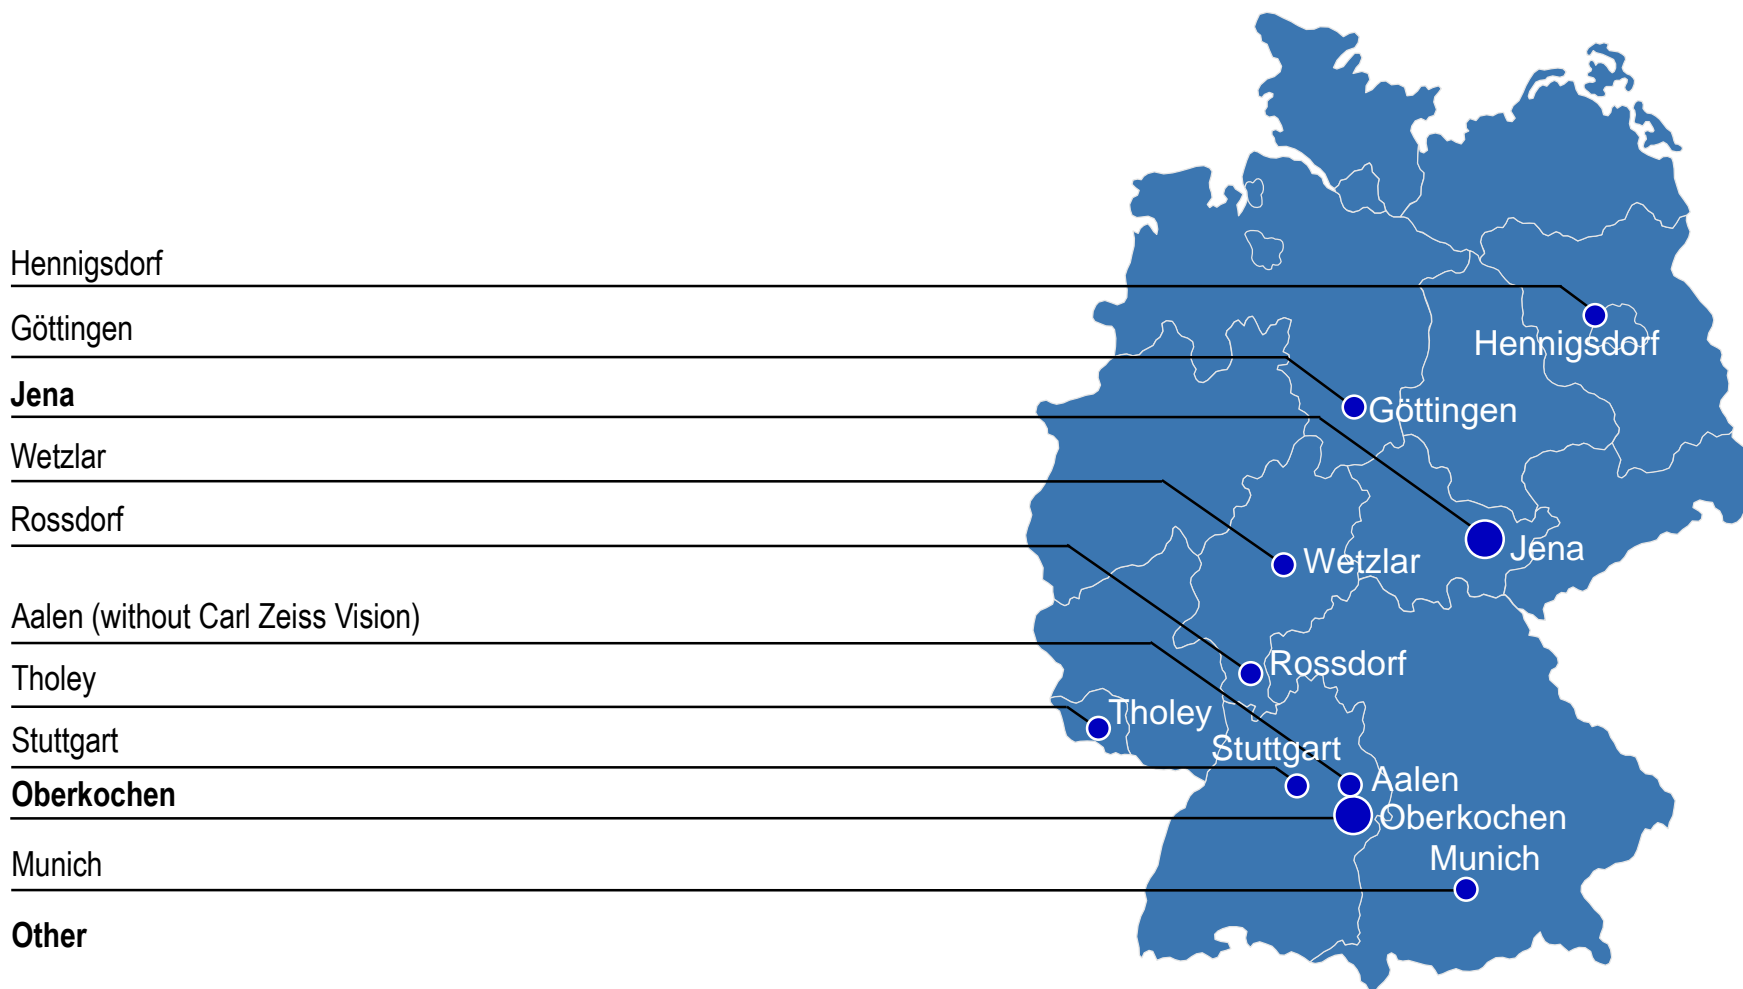 Hennigsdorf
Göttingen
Jena
Wetzlar
Rossdorf
Aalen (without Carl Zeiss Vision)
Tholey
Stuttgart
Oberkochen
Munich
Other
Hennigsdorf
Göttingen
Jena
Wetzlar
Rossdorf
Tholey
Stuttgart
Aalen
Oberkochen
Munich